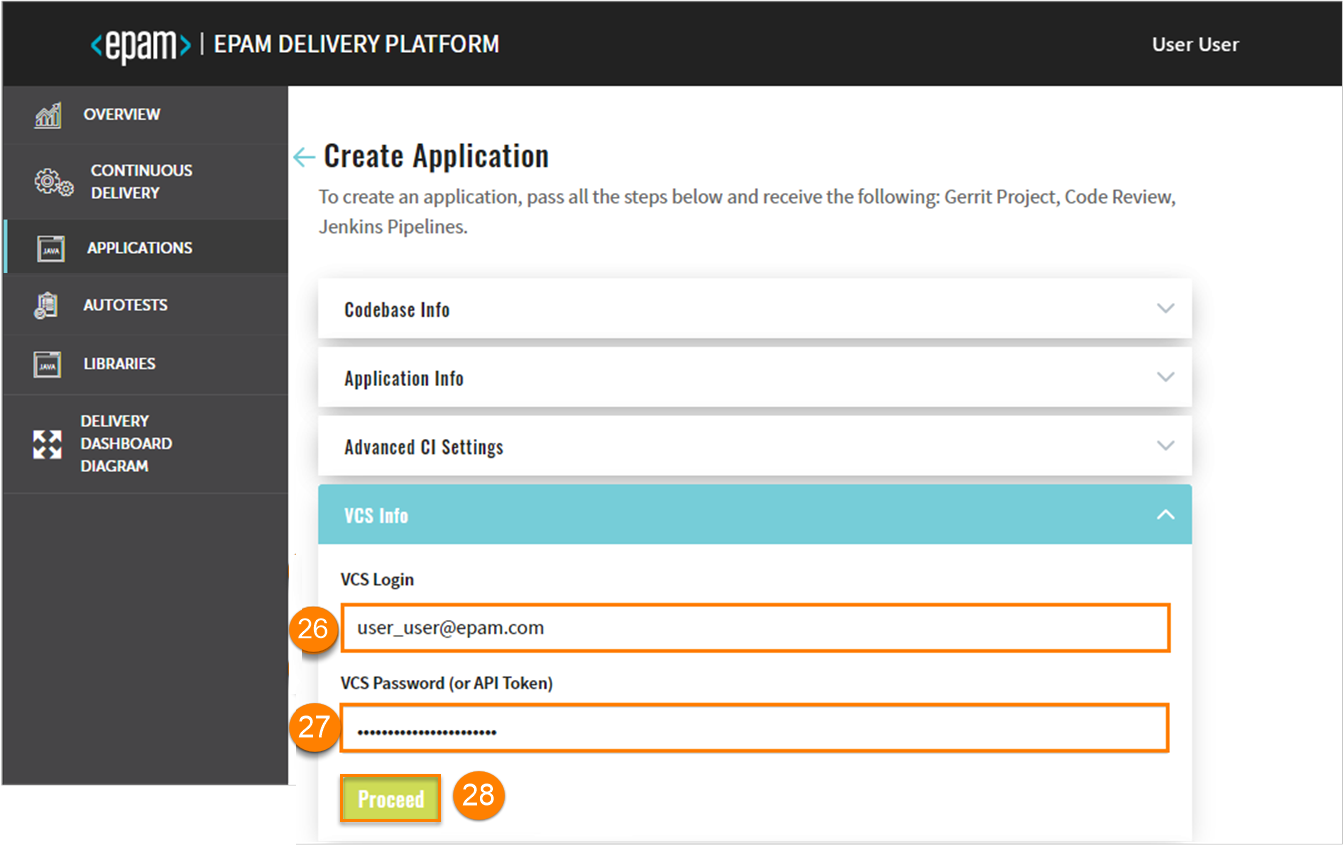 <epam> | EPAM DELIVERY PLATFORM
User User
OVERVIEW
CONTINUOUS
DELIVERY
JAVA
APPLICATIONS
AUTOTESTS
JAVA
LIBRARIES
DELIVERY
DASHBOARD
DIAGRAM
Create Application
To create an application, pass all the steps below and receive the following: Gerrit Project, Code Review,
Jenkins Pipelines.
Codebase Info
Application Info
Advanced CI Settings
VCS Info
VCS Login
26
user_user@epam.com
VCS Password (or API Token)
27
•••••••••••••••••••••••
Proceed
28